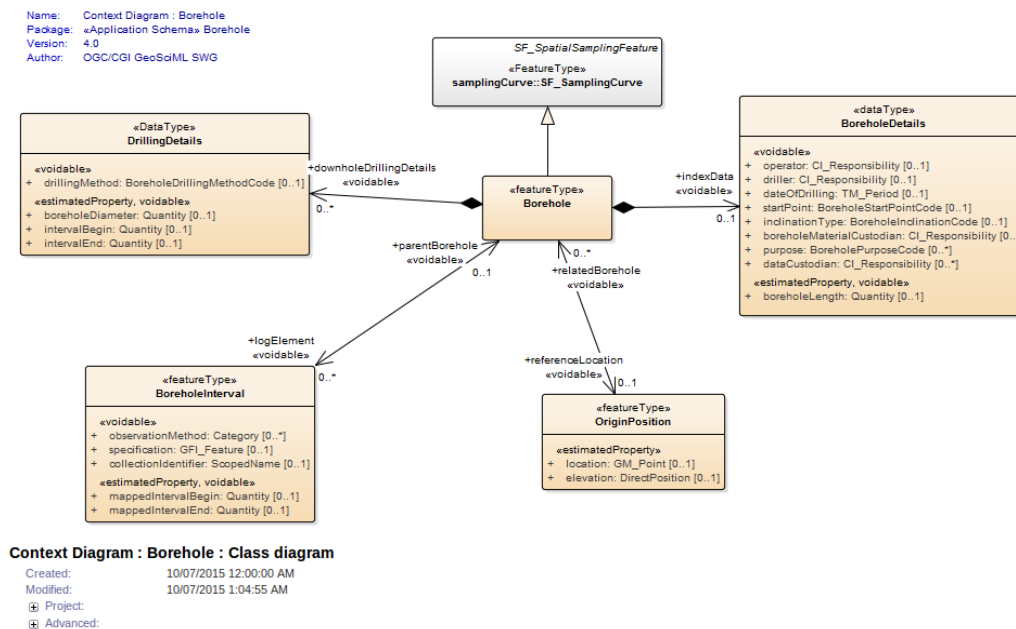 Name: Context Diagram : Borehole
Package: «Application Schema» Borehole
Version: 4.0
Author: OGC/CGI GeoSciML SWG
SF_SpatialSamplingFeature
«FeatureType»
samplingCurve::SF_SamplingCurve
«DataType»
DrillingDetails
«voidable»
+ drillingMethod: BoreholeDrillingMethodCode [0..1]
«estimatedProperty, voidable»
+ boreholeDiameter: Quantity [0..1]
+ intervalBegin: Quantity [0..1]
+ intervalEnd: Quantity [0..1]
+downholeDrillingDetails
«voidable»
0..*
«featureType»
Borehole
+indexData
«voidable»
0..1
«dataType»
BoreholeDetails
«voidable»
+ operator: CI_Responsibility [0..1]
+ driller: CI_Responsibility [0..1]
+ dateOfDrilling: TM_Period [0..1]
+ startPoint: BoreholeStartPointCode [0..1]
+ inclinationType: BoreholeInclinationCode [0..1]
+ boreholeMaterialCustodian: CI_Responsibility [0..
+ purpose: BoreholePurposeCode [0..*]
+ dataCustodian: CI_Responsibility [0..*]
«estimatedProperty, voidable»
+ boreholeLength: Quantity [0..1]
+parentBorehole
«voidable»
0..1
0..*
+relatedBorehole
«voidable»
+logElement
«voidable»
0..*
+referenceLocation
«voidable»
0..1
«featureType»
BoreholeInterval
«voidable»
+ observationMethod: Category [0..*]
+ specification: GFI_Feature [0..1]
+ collectionIdentifier: ScopedName [0..1]
«estimatedProperty, voidable»
+ mappedIntervalBegin: Quantity [0..1]
+ mappedIntervalEnd: Quantity [0..1]
«featureType»
OriginPosition
«estimatedProperty»
+ location: GM_Point [0..1]
+ elevation: DirectPosition [0..1]
Context Diagram : Borehole : Class diagram
Created: 10/07/2015 12:00:00 AM
Modified: 10/07/2015 1:04:55 AM
Project:
Advanced: